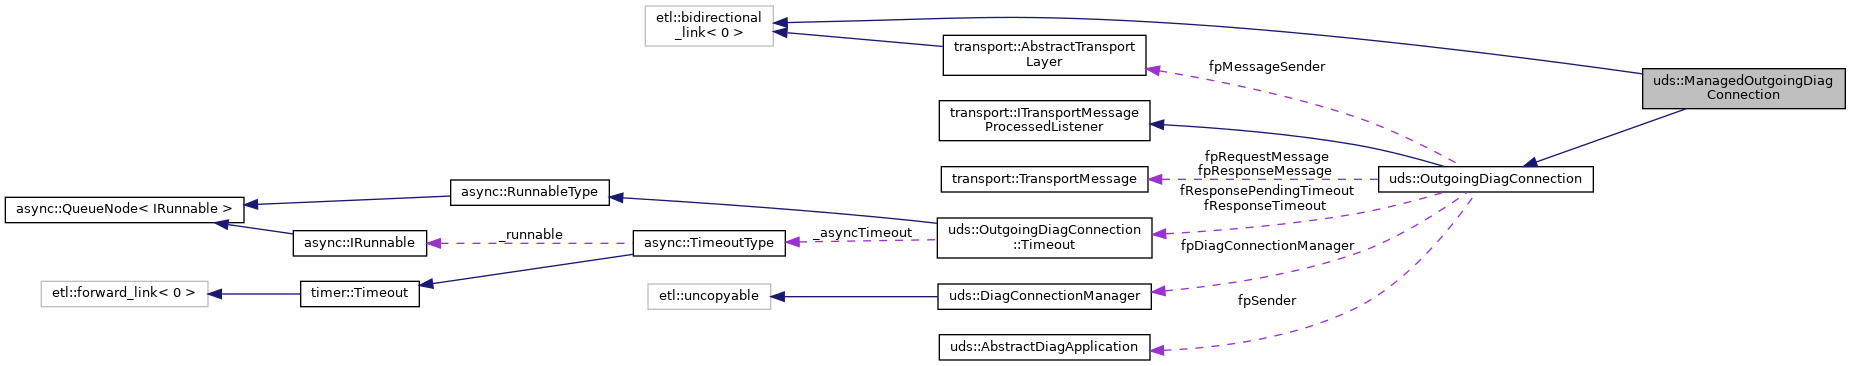 etl::bidirectional
_link< 0 >
transport::AbstractTransport
Layer
fpMessageSender
uds::ManagedOutgoingDiag
Connection
transport::ITransportMessage
ProcessedListener
fpRequestMessage
fpResponseMessage
transport::TransportMessage
uds::OutgoingDiagConnection
fpResponsePendingTimeout
fpResponseTimeout
async::RunnableType
async::QueueNode< IRunnable >
async::IRunnable
_runnable
async::TimeoutType
_asyncTimeout
uds::OutgoingDiagConnection
::Timeout
fpDiagConnectionManager
etl::forward_link< 0 >
timer::Timeout
etl::uncopyable
uds::DiagConnectionManager
fpSender
uds::AbstractDiagApplication